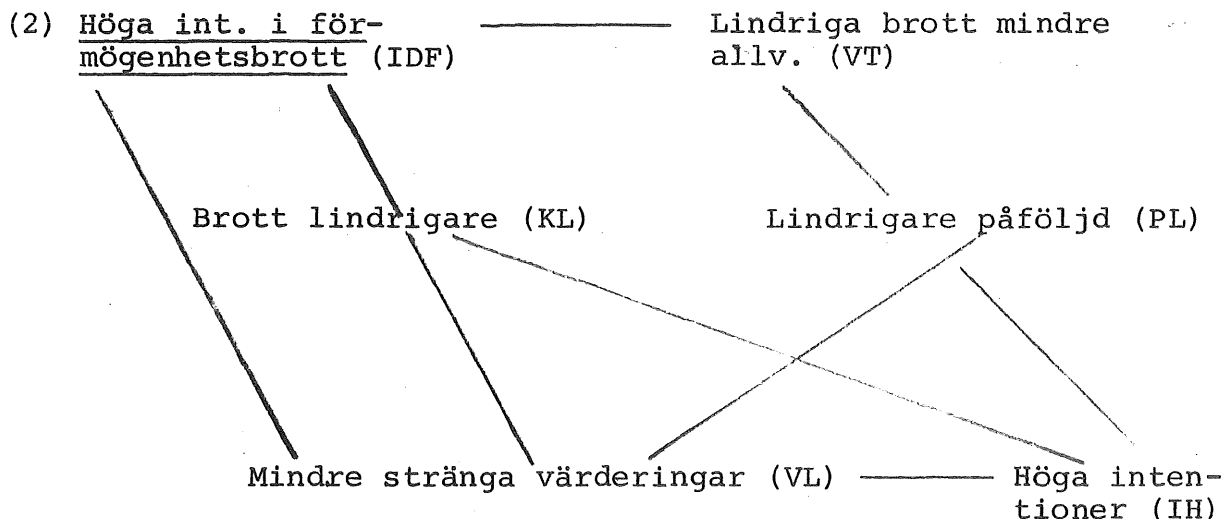 (2) Höga int. i för- Lindriga brott mindre
mögenhetsbrott (IDF) allv. (VT)
Brott lindrigare (KL) Lindrigare påföljd (PL)
Mindre stränga värderingar (VL) Höga inten-
tioner (IH)